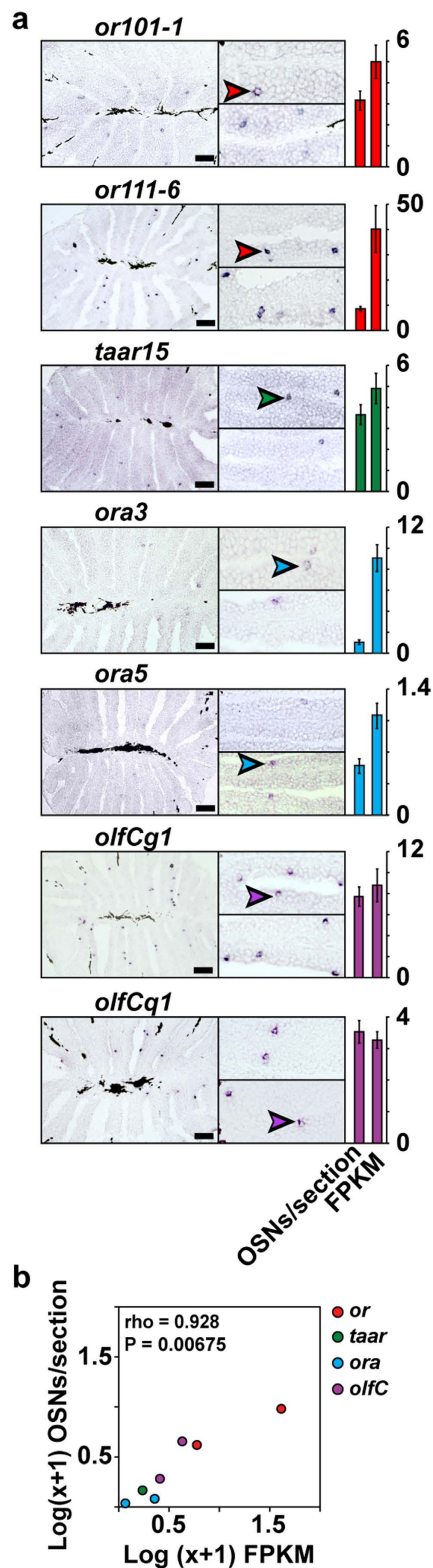 a
or101-1
6
0
or111-6
50
0
taar15
6
0
ora3
12
0
ora5
1.4
0
olfCg1
12
0
olfCq1
4
0
OSNs/section
FPKM
b
rho = 0.928
P = 0.00675
or
taar
ora
olfC
Log(x+1) OSNs/section
1.5
0.5
0.5
1.5
Log (x+1) FPKM